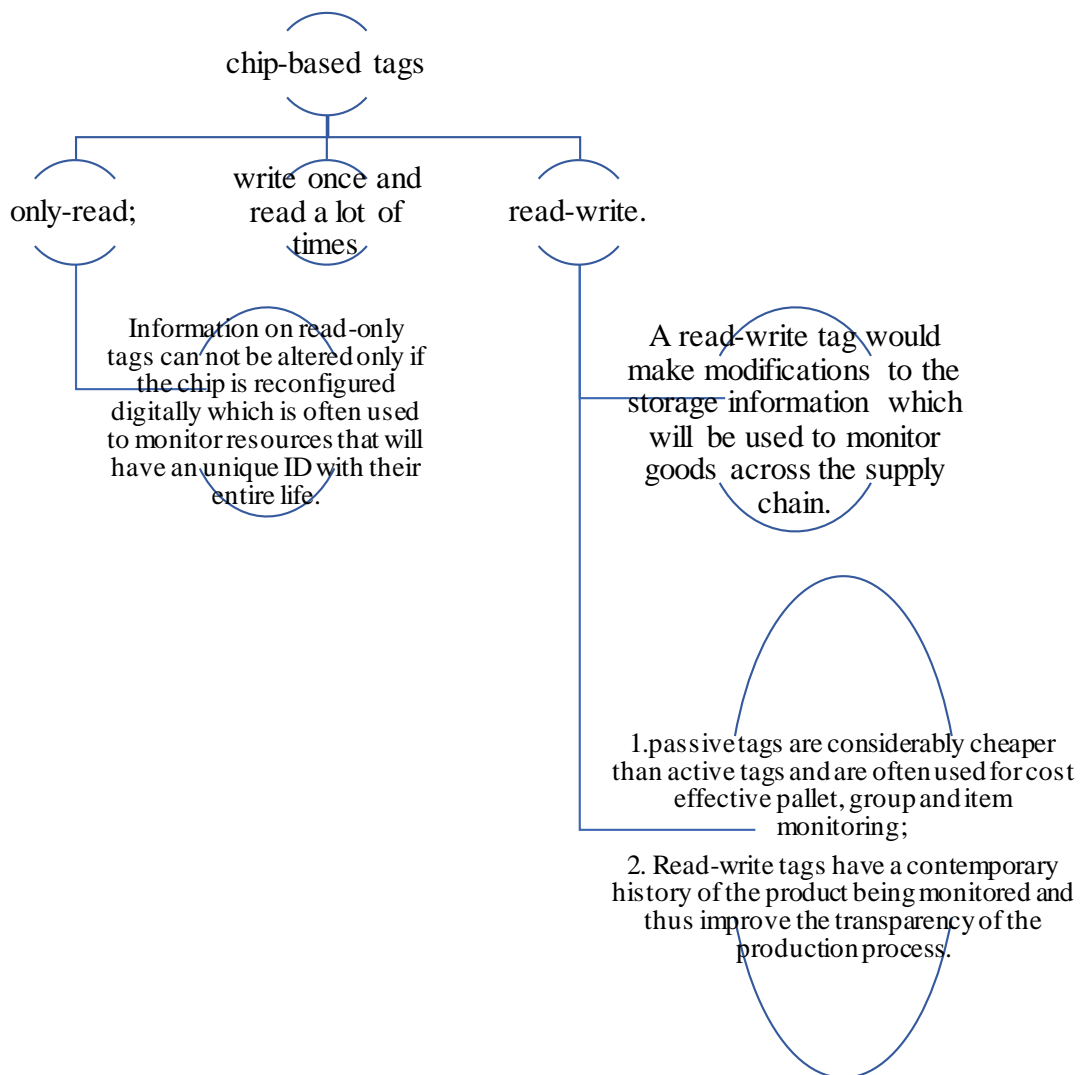 chip-based tags
only-read;
write once and
read a lot of
times
read-write.
Information on read-only
tags can not be altered only if
the chip is reconfigured
digitally which is often used
to monitor resources that will
have an unique ID with their
entire life.
A read-write tag would
make modifications to the
storage information which
will be used to monitor
goods across the supply
chain.
1.passive tags are considerably cheaper
than active tags and are often used for cost
effective pallet, group and item
monitoring;
2. Read-write tags have a contemporary
history of the product being monitored and
thus improve the transparency of the
production process.